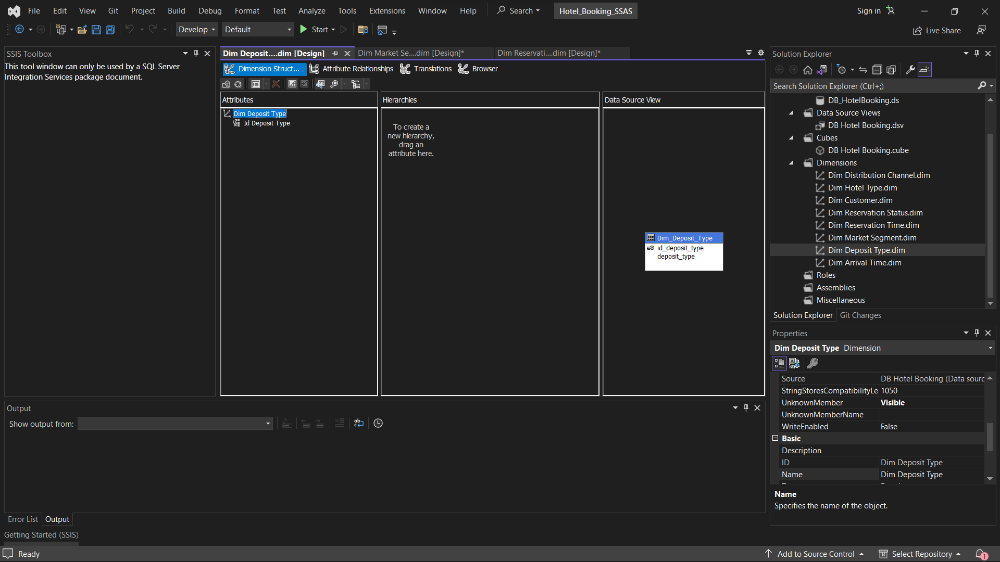 File Edit View Git Project Build Debug Format Test Analyze Tools Extensions Window Help Search Hotel_Booking_SSAS Sign in
Develop Default Start Live Share
SSIS Toolbox
This tool window can only be used by a SQL Server
Integration Services package document.
Dim Deposit....dim [Design] Dim Market Se....dim [Design]* Dim Reservati....dim [Design]*
Dimension Struct... Attribute Relationships Translations Browser
Attributes
Dim Deposit Type
Id Deposit Type
Hierarchies
To create a
new hierarchy,
drag an
attribute here.
Data Source View
Dim_Deposit_Type
id_deposit_type
deposit_type
Solution Explorer
Search Solution Explorer (Ctrl+;)
DB_HotelBooking.ds
Data Source Views
DB Hotel Booking.dsv
Cubes
DB Hotel Booking.cube
Dimensions
Dim Distribution Channel.dim
Dim Hotel Type.dim
Dim Customer.dim
Dim Reservation Status.dim
Dim Reservation Time.dim
Dim Market Segment.dim
Dim Deposit Type.dim
Dim Arrival Time.dim
Roles
Assemblies
Miscellaneous
Solution Explorer Git Changes
Properties
Dim Deposit Type Dimension
Source DB Hotel Booking (Data sourc
StringStoresCompatibilityLe 1050
UnknownMember Visible
UnknownMemberName
WriteEnabled False
Basic
Description
ID Dim Deposit Type
Name Dim Deposit Type
Name
Specifies the name of the object.
Output
Show output from:
Error List Output
Getting Started (SSIS)
Ready Add to Source Control Select Repository 1